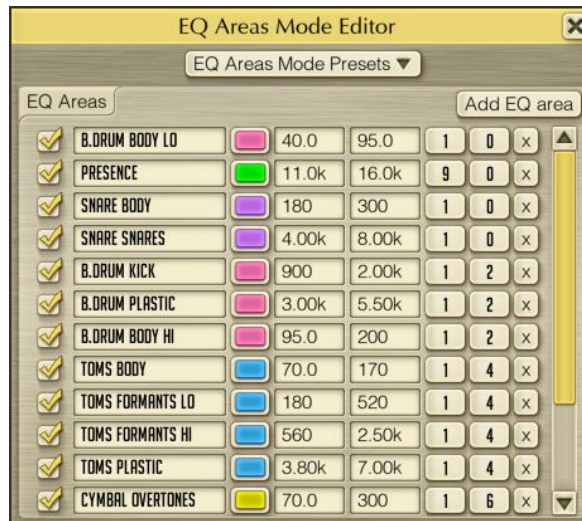 EQ Areas Mode Editor X
EQ Areas Mode Presets ▼
EQ Areas Add EQ area
B.DRUM BODY LO 40.0 95.0 1 0 x
PRESENCE 11.0k 16.0k 9 0 x
SNARE BODY 180 300 1 0 x
SNARE SNARES 4.00k 8.00k 1 0 x
B.DRUM KICK 900 2.00k 1 2 x
B.DRUM PLASTIC 3.00k 5.50k 1 2 x
B.DRUM BODY HI 95.0 200 1 2 x
TOMS BODY 70.0 170 1 4 x
TOMS FORMANTS LO 180 520 1 4 x
TOMS FORMANTS HI 560 2.50k 1 4 x
TOMS PLASTIC 3.80k 7.00k 1 4 x
CYMBAL OVERTONES 70.0 300 1 6 x